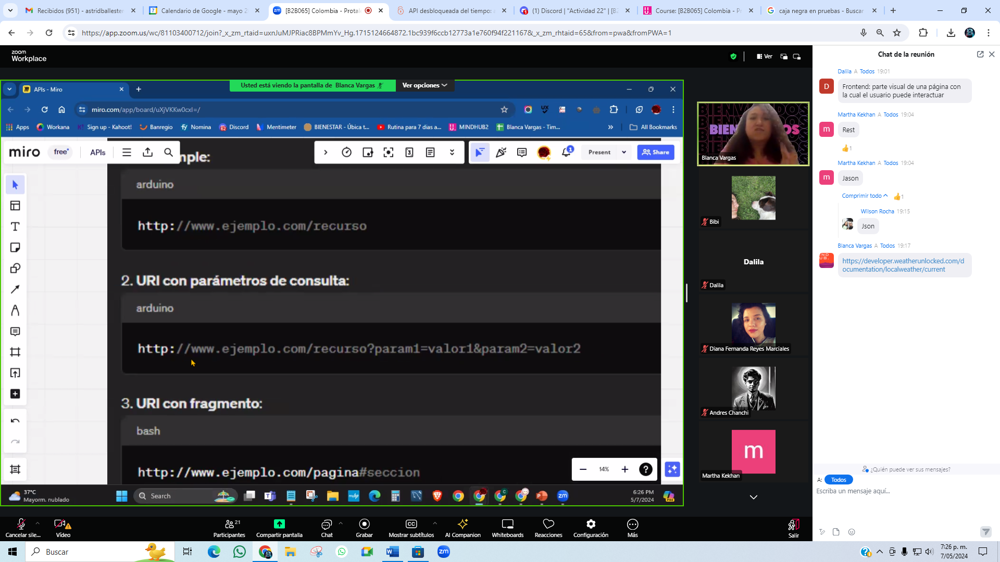 Recibidos (951) - astridballester
Calendario de Google - mayo 2
[B2B065] Colombia - Protale
API desbloqueada del tiempo: a
(1) Discord | "Actividad 22" | [B2
Course: [B2B065] Colombia - Pr
caja negra en pruebas - Buscar
https://app.zoom.us/wc/81103400712/join?_x_zm_rtaid=uxnJuMJPRiac8BPMmYv_Hg.1715124664872.1bc939f6ccb12773a1e760f94f221167&_x_zm_rhtaid=65&from=pwa&fromPWA=1
zoom
Workplace
Ver
APIs - Miro
Usted está viendo la pantalla de Blanca Vargas
Ver opciones
miro.com/app/board/uXjVKKw0cxI=/
Apps
Workana
Sign up - Kahoot!
Banregio
Nomina
Discord
Mentimeter
BIENESTAR - Úbica t...
Rutina para 7 dias a...
MINDHUB2
Blanca Vargas - Tim...
All Bookmarks
miro
free
APIs
Present
Share
1
mple:
arduino
http://www.ejemplo.com/recurso
2. URI con parámetros de consulta:
arduino
http://www.ejemplo.com/recurso?param1=valor1&param2=valor2
3. URI con fragmento:
bash
http://www.ejemplo.com/pagina#seccion
14%
37°C
Mayorm. nublado
Search
6:26 PM
5/7/2024
Blanca Vargas
Bibi
Dalila
Dalila
Diana Fernanda Reyes Marciales
Andres Chanchi
m
Martha Kekhan
Chat de la reunión
Dalila A Todos 19:01
D
Frontend: parte visual de una página con
la cual el usuario puede interactuar
Martha Kekhan A Todos 19:04
m
Rest
1
Martha Kekhan A Todos 19:04
m
Jason
Comprimir todo
1
Wilson Rocha 19:15
Json
Blanca Vargas A Todos 19:17
https://developer.weatherunlocked.com/d
ocumentation/localweather/current
¿Quién puede ver sus mensajes?
A: Todos
Escriba un mensaje aquí...
Cancelar sile...
Vídeo
21
Participantes
Compartir pantalla
Chat
Grabar
Mostrar subtítulos
AI Companion
Whiteboards
Reacciones
Configuración
Más
Salir
Buscar
7:26 p. m.
7/05/2024